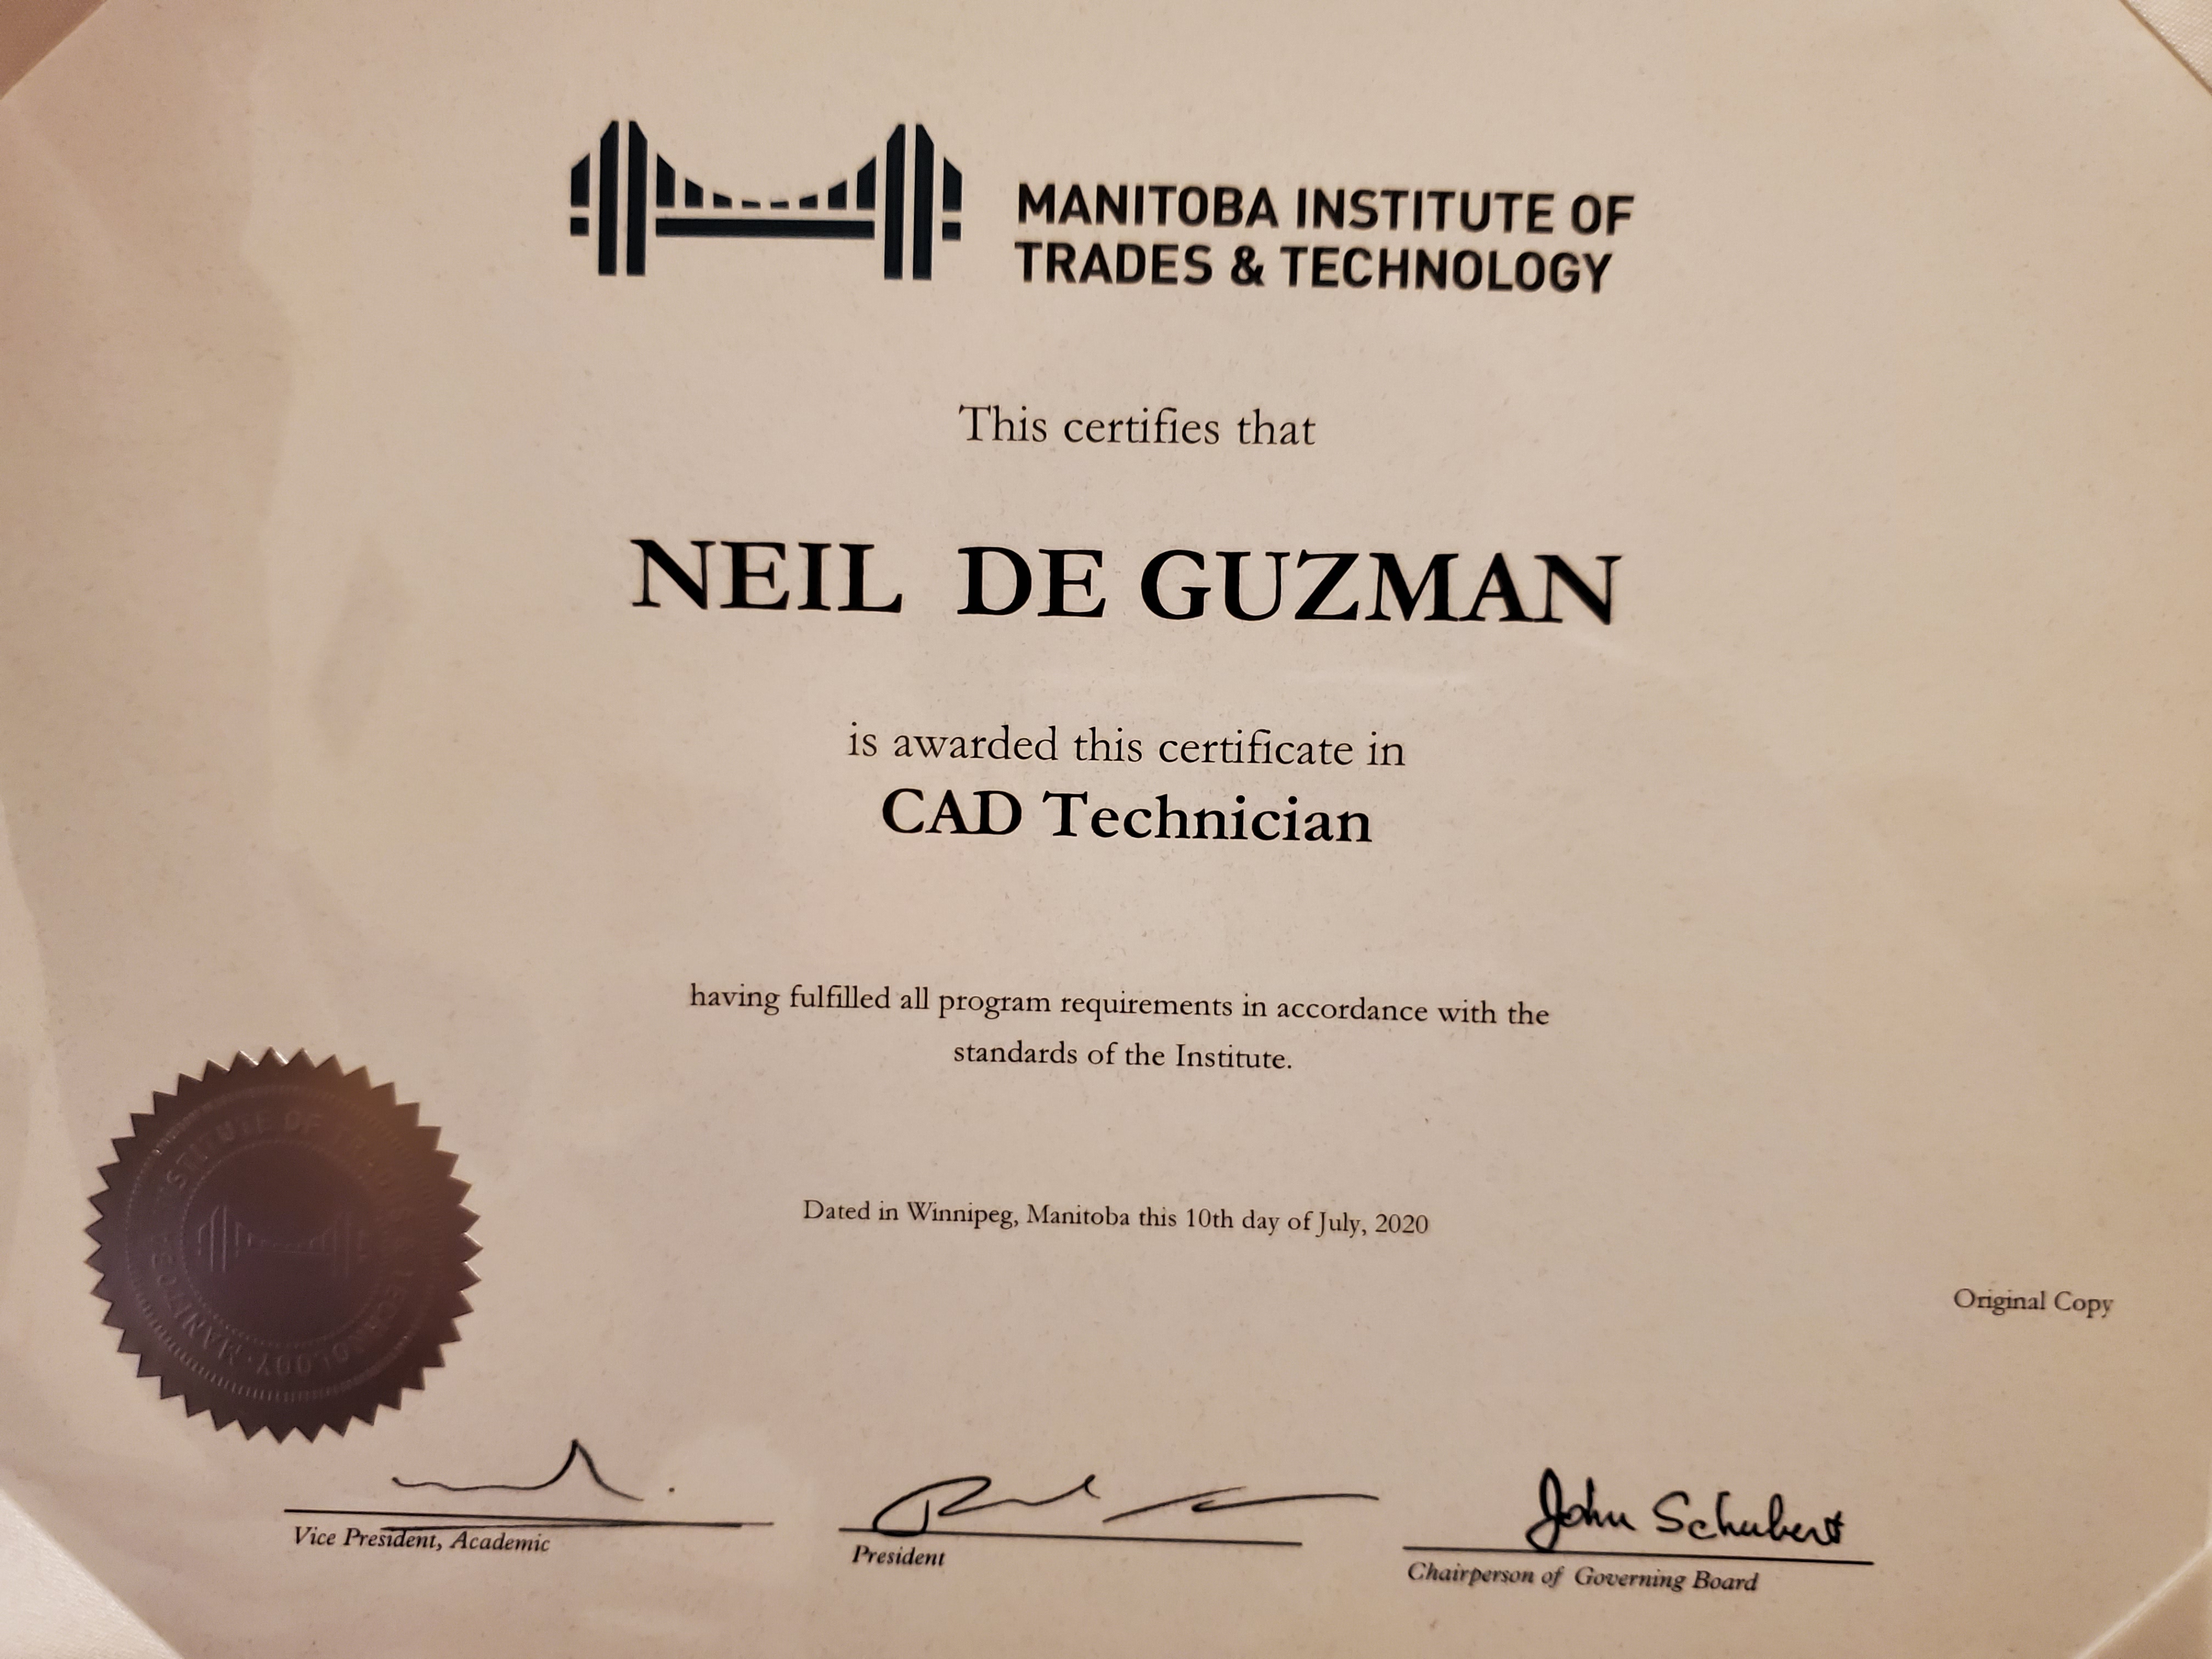 MANITOBA INSTITUTE OF
TRADES & TECHNOLOGY
This certifies that
NEIL DE GUZMAN
is awarded this certificate in
CAD Technician
having fulfilled all program requirements in accordance with the
standards of the Institute.
Dated in Winnipeg, Manitoba this 10th day of July, 2020
Original Copy
MANITOBA INSTITUTE OF TRADES & TECHNOLOGY
John Schubert
Vice President, Academic
President
Chairperson of Governing Board